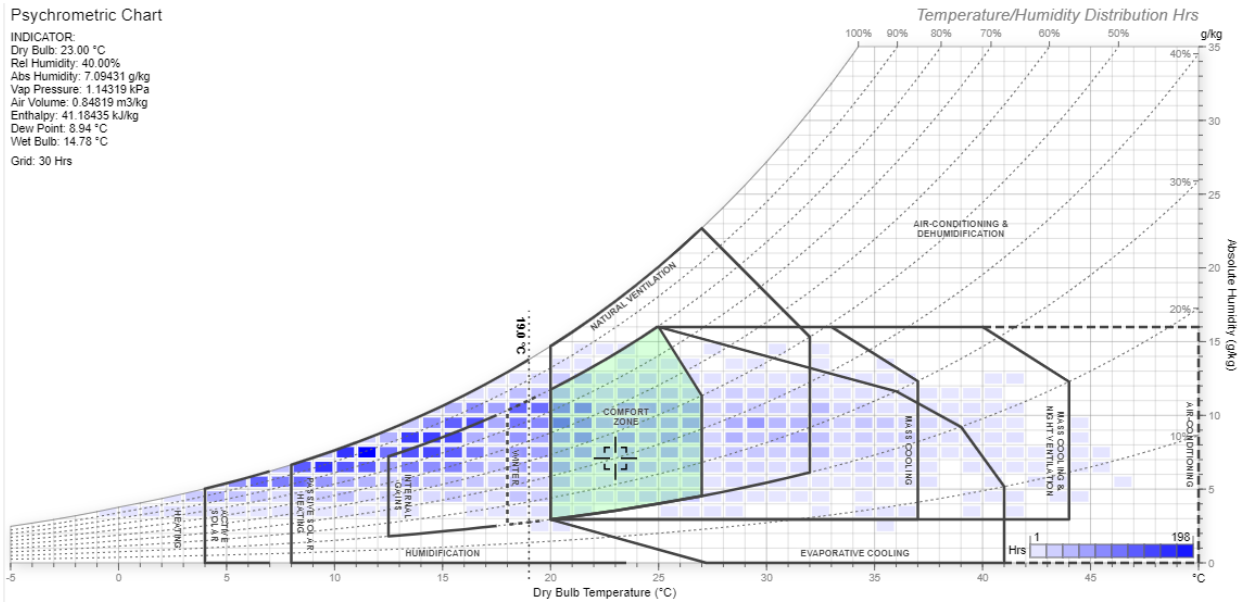 Psychrometric Chart
Temperature/Humidity Distribution Hrs
INDICATOR:
Dry Bulb: 23.00 °C
Rel Humidity: 40.00%
Abs Humidity: 7.09431 g/kg
Vap Pressure: 1.14319 kPa
Air Volume: 0.84819 m3/kg
Enthalpy: 41.18435 kJ/kg
Dew Point: 8.94 °C
Wet Bulb: 14.78 °C
Grid: 30 Hrs
100% 90% 80% 70% 60% 50% g/kg
40%
30%
20%
10%
35
30
25
20
15
10
5
0
Absolute Humidity (g/kg)
AIR-CONDITIONING &
DEHUMIDIFICATION
NATURAL VENTILATION
19.0 °C
COMFORT
ZONE
WINTER
INTERNAL
GAINS
PASSIVE SOLAR
HEATING
ACTIVE
SOLAR
HEATING
MASS COOLING
MASS COOLING &
NIGHT VENTILATION
AIR-CONDITIONING
HUMIDIFICATION
EVAPORATIVE COOLING
Hrs 1 198
-5 0 5 10 15 20 25 30 35 40 45 °C
Dry Bulb Temperature (°C)